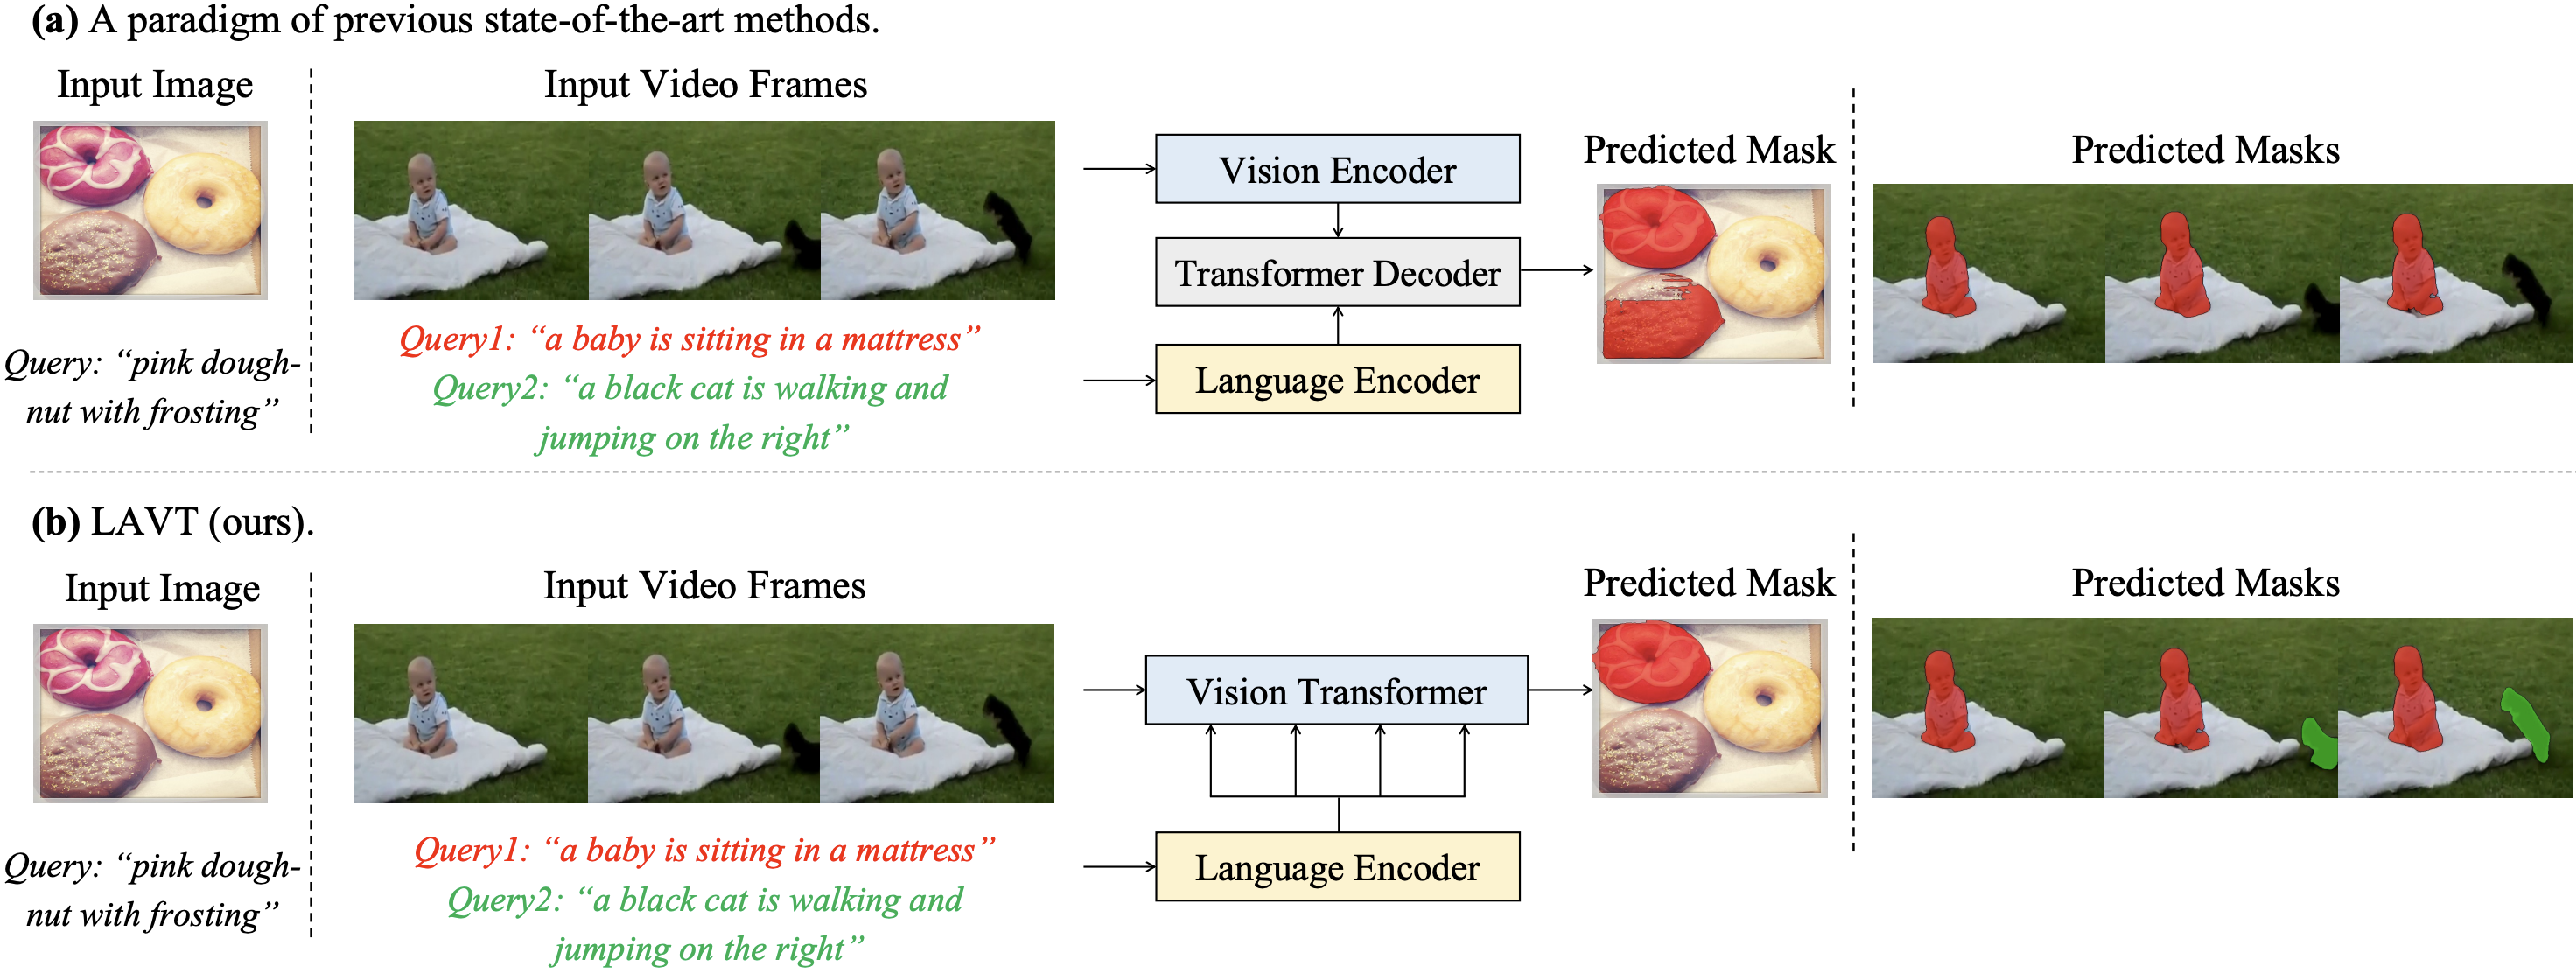 (a) A paradigm of previous state-of-the-art methods.
Input Image
Input Video Frames
Query: “pink dough-
nut with frosting”
Query1: “a baby is sitting in a mattress”
Query2: “a black cat is walking and
jumping on the right”
Vision Encoder
Transformer Decoder
Language Encoder
Predicted Mask
Predicted Masks
(b) LAVT (ours).
Input Image
Input Video Frames
Query: “pink dough-
nut with frosting”
Query1: “a baby is sitting in a mattress”
Query2: “a black cat is walking and
jumping on the right”
Vision Transformer
Language Encoder
Predicted Mask
Predicted Masks